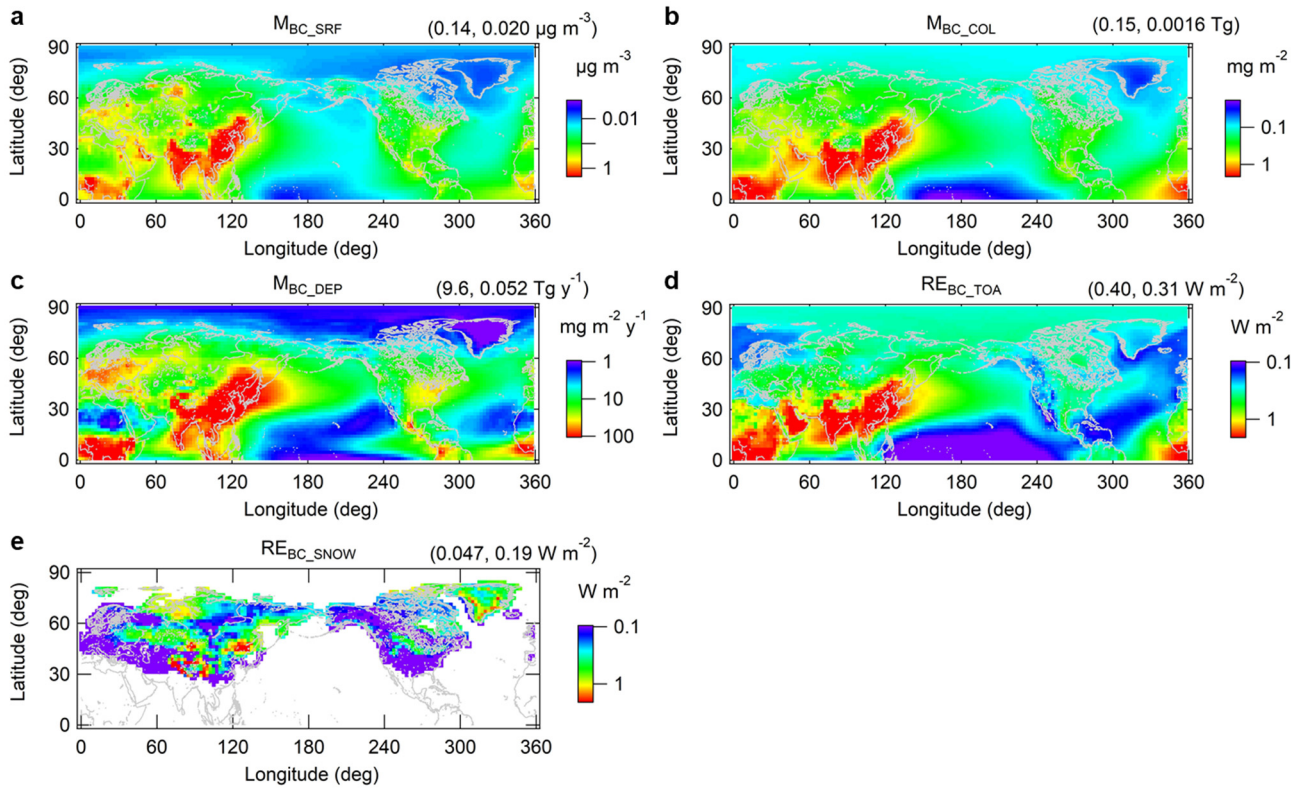 a
M_BC_SRF (0.14, 0.020 µg m⁻³)
µg m⁻³
90
60
30
0
Latitude (deg)
0.01
1
0 60 120 180 240 300 360
Longitude (deg)
b
M_BC_COL (0.15, 0.0016 Tg)
mg m⁻²
90
60
30
0
Latitude (deg)
0.1
1
0 60 120 180 240 300 360
Longitude (deg)
c
M_BC_DEP (9.6, 0.052 Tg y⁻¹)
mg m⁻² y⁻¹
90
60
30
0
Latitude (deg)
1
10
100
0 60 120 180 240 300 360
Longitude (deg)
d
RE_BC_TOA (0.40, 0.31 W m⁻²)
W m⁻²
90
60
30
0
Latitude (deg)
0.1
1
0 60 120 180 240 300 360
Longitude (deg)
e
RE_BC_SNOW (0.047, 0.19 W m⁻²)
W m⁻²
90
60
30
0
Latitude (deg)
0.1
1
0 60 120 180 240 300 360
Longitude (deg)